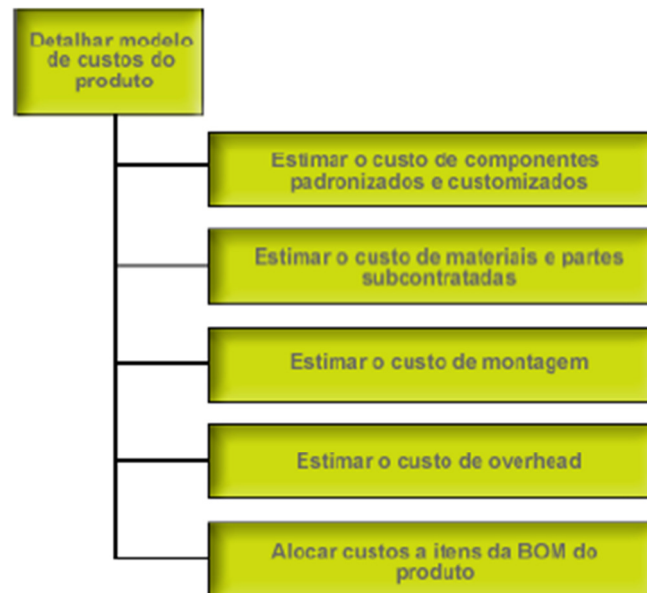 Detalhar modelo
de custos do
produto
Estimar o custo de componentes
padronizados e customizados
Estimar o custo de materiais e partes
subcontratadas
Estimar o custo de montagem
Estimar o custo de overhead
Alocar custos a itens da BOM do
produto